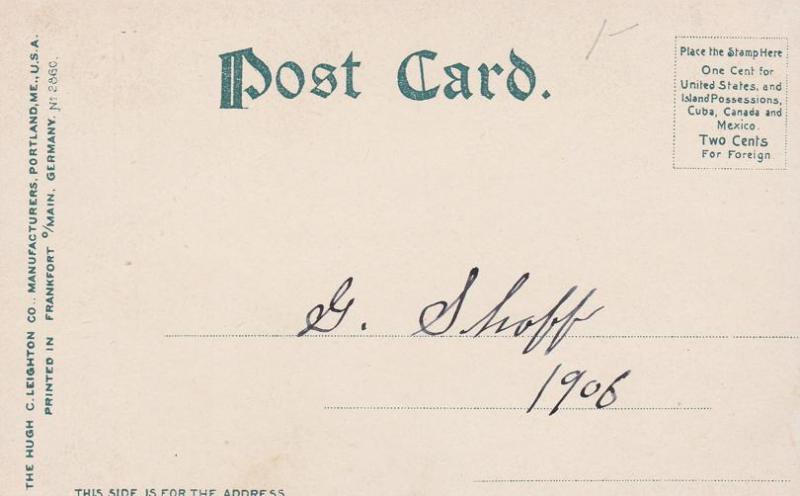 Post Card.
Place the Stamp Here
One Cent for
United States, and
Island Possessions,
Cuba, Canada and
Mexico.
Two Cents
For Foreign
THE HUGH C. LEIGHTON CO., MANUFACTURERS, PORTLAND, ME., U.S.A.
PRINTED IN FRANKFORT o/MAIN, GERMANY. No 2860.
G. Shoff
1906
THIS SIDE IS FOR THE ADDRESS